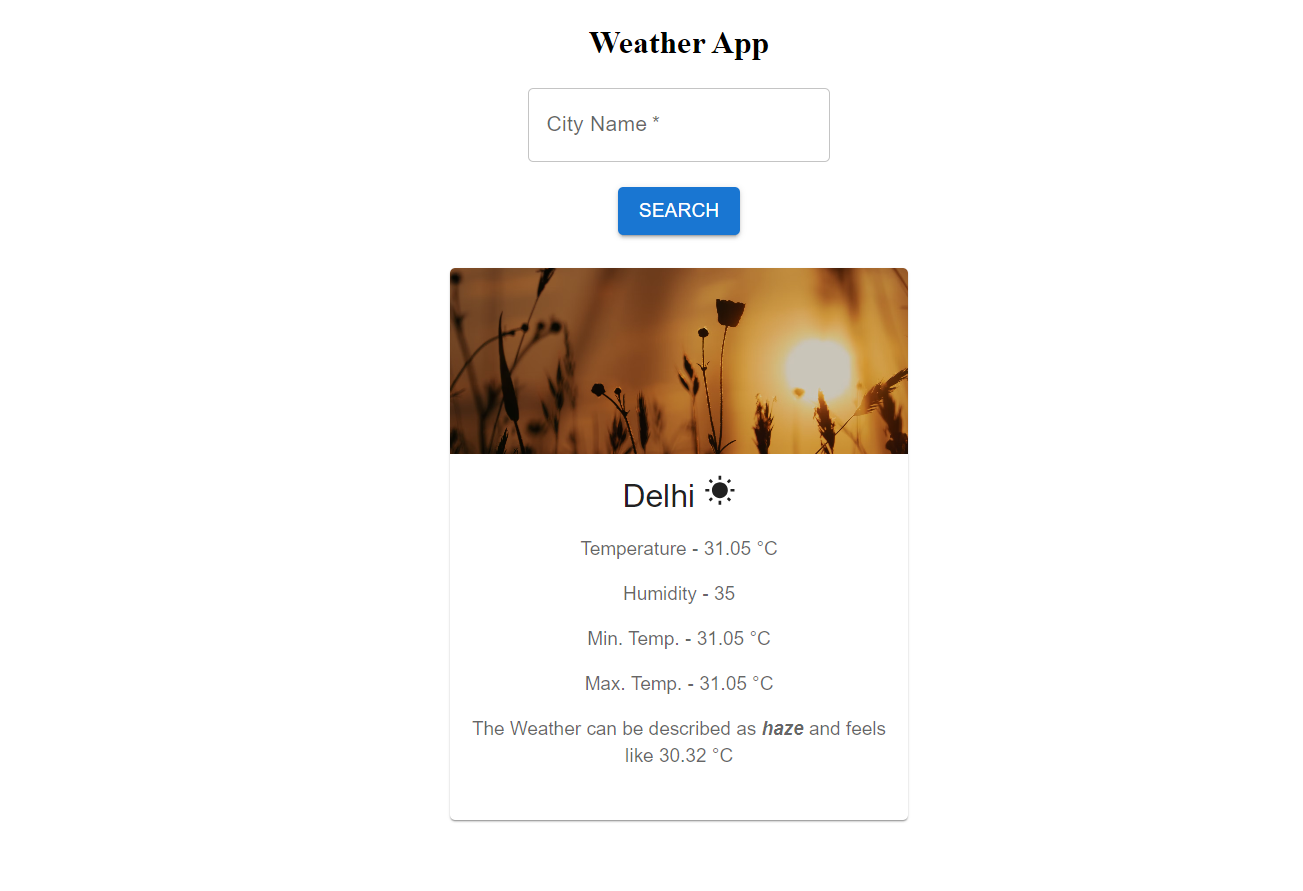 Weather App
City Name *
SEARCH
Delhi
Temperature - 31.05 °C
Humidity - 35
Min. Temp. - 31.05 °C
Max. Temp. - 31.05 °C
The Weather can be described as haze and feels
like 30.32 °C